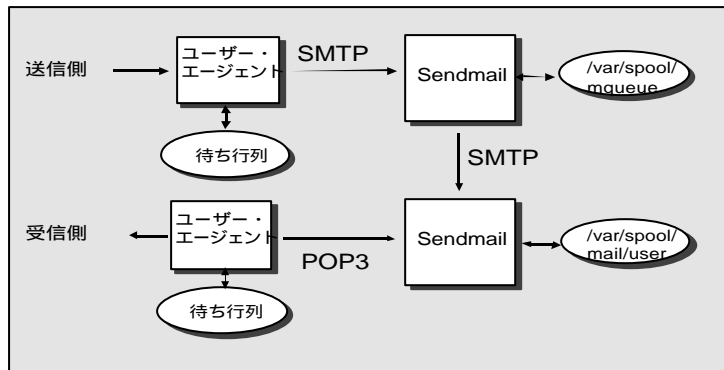 送信側
ユーザー・
エージェント
SMTP
Sendmail
/var/spool/
mqueue
待ち行列
SMTP
受信側
ユーザー・
エージェント
POP3
Sendmail
/var/spool/
mail/user
待ち行列